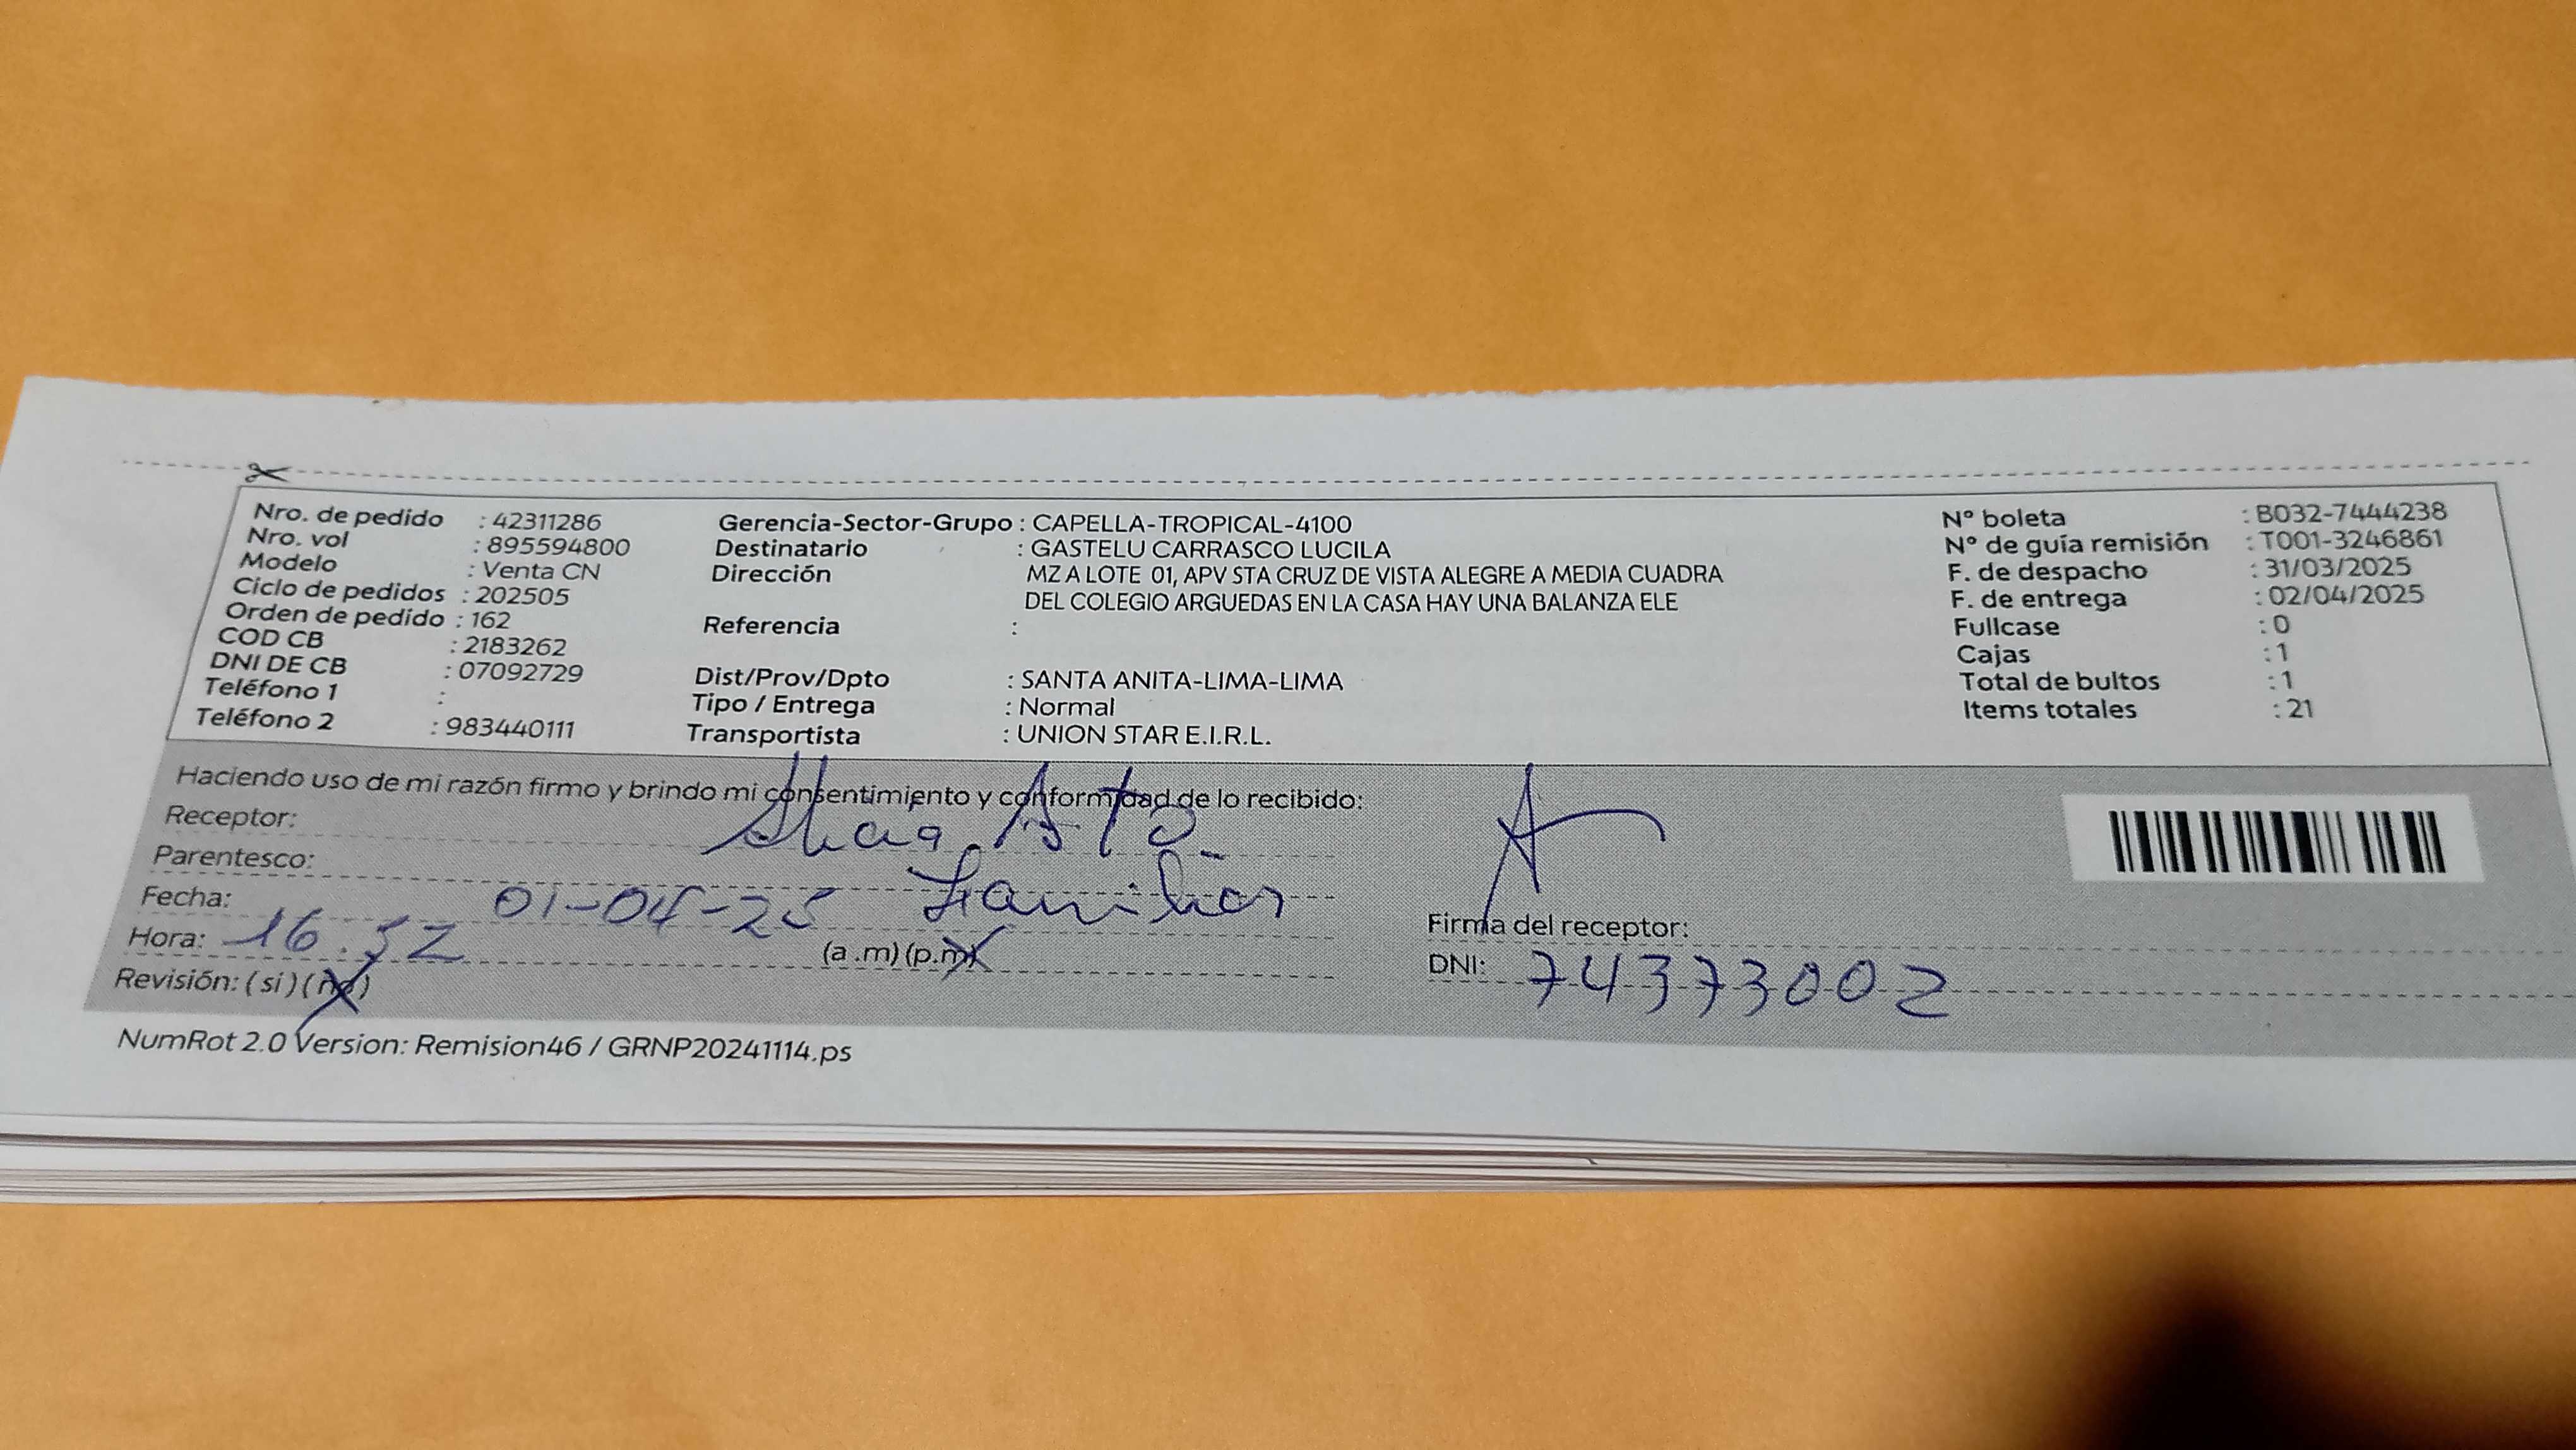 Nro. de pedido : 42311286
Nro. vol : 895594800
Modelo : Venta CN
Ciclo de pedidos : 202505
Orden de pedido : 162
COD CB : 2183262
DNI DE CB : 07092729
Teléfono 1 :
Teléfono 2 : 983440111
Gerencia-Sector-Grupo : CAPELLA-TROPICAL-4100
Destinatario : GASTELU CARRASCO LUCILA
Dirección MZ A LOTE 01, APV STA CRUZ DE VISTA ALEGRE A MEDIA CUADRA
DEL COLEGIO ARGUEDAS EN LA CASA HAY UNA BALANZA ELE
Referencia :
Dist/Prov/Dpto : SANTA ANITA-LIMA-LIMA
Tipo / Entrega : Normal
Transportista : UNION STAR E.I.R.L.
N° boleta : B032-7444238
N° de guía remisión : T001-3246861
F. de despacho : 31/03/2025
F. de entrega : 02/04/2025
Fullcase : 0
Cajas : 1
Total de bultos : 1
Items totales : 21
Haciendo uso de mi razón firmo y brindo mi consentimiento y conformidad de lo recibido:
Receptor:
Parentesco: Familiar
Fecha: 01-04-25
Hora: 16:52 (a.m) (p.m)
Revisión: (si) (no)
Firma del receptor:
DNI: 74373002
NumRot 2.0 Version: Remision46 / GRNP20241114.ps